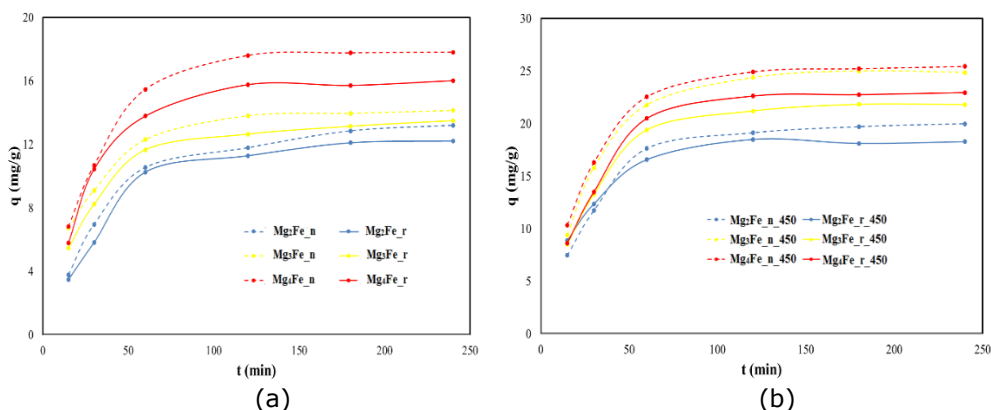 20
16
12
8
4
0
q (mg/g)
Mg₂Fe_n
Mg₂Fe_r
Mg₃Fe_n
Mg₃Fe_r
Mg₄Fe_n
Mg₄Fe_r
0 50 100 150 200 250
t (min)
(a)
30
25
20
15
10
5
0
q (mg/g)
Mg₂Fe_n_450
Mg₂Fe_r_450
Mg₃Fe_n_450
Mg₃Fe_r_450
Mg₄Fe_n_450
Mg₄Fe_r_450
0 50 100 150 200 250
t (min)
(b)